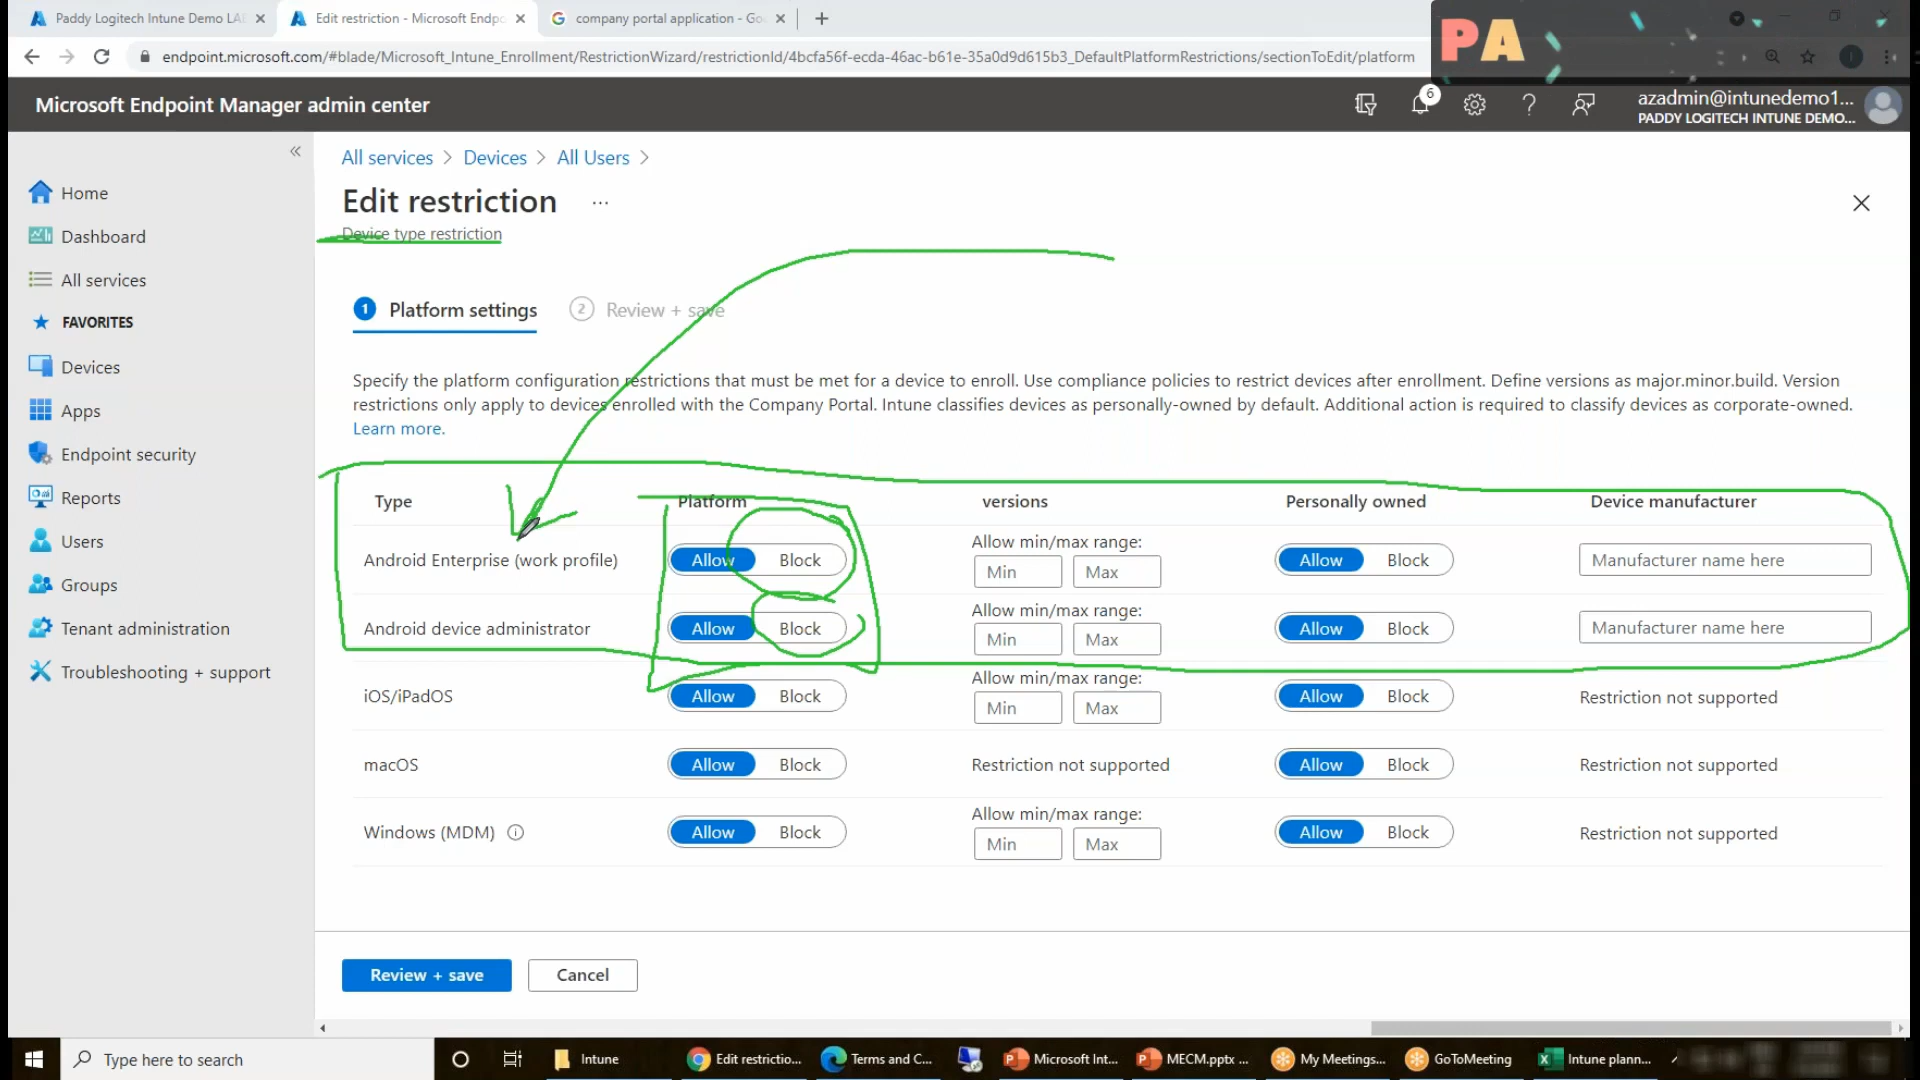 Paddy Logitech Intune Demo LA
Edit restriction - Microsoft Endpo
company portal application - Goo
PA
endpoint.microsoft.com/#blade/Microsoft_Intune_Enrollment/RestrictionWizard/restrictionId/4bcfa56f-ecda-46ac-b61e-35a0d9d615b3_DefaultPlatformRestrictions/sectionToEdit/platform
Microsoft Endpoint Manager admin center
6
azadmin@intunedemo1...
PADDY LOGITECH INTUNE DEMO...
Home
Dashboard
All services
FAVORITES
Devices
Apps
Endpoint security
Reports
Users
Groups
Tenant administration
Troubleshooting + support
All services > Devices > All Users >
Edit restriction ...
Device type restriction
1 Platform settings 2 Review + save
Specify the platform configuration restrictions that must be met for a device to enroll. Use compliance policies to restrict devices after enrollment. Define versions as major.minor.build. Version
restrictions only apply to devices enrolled with the Company Portal. Intune classifies devices as personally-owned by default. Additional action is required to classify devices as corporate-owned.
Learn more.
Type Platform versions Personally owned Device manufacturer
Allow min/max range:
Android Enterprise (work profile) Allow Block Min Max Allow Block Manufacturer name here
Allow min/max range:
Android device administrator Allow Block Min Max Allow Block Manufacturer name here
Allow min/max range:
iOS/iPadOS Allow Block Min Max Allow Block Restriction not supported
macOS Allow Block Restriction not supported Allow Block Restriction not supported
Allow min/max range:
Windows (MDM) Allow Block Min Max Allow Block Restriction not supported
Review + save Cancel
Type here to search
Intune
Edit restrictio...
Terms and C...
Microsoft Int...
MECM.pptx ...
My Meetings...
GoToMeeting
Intune plann...